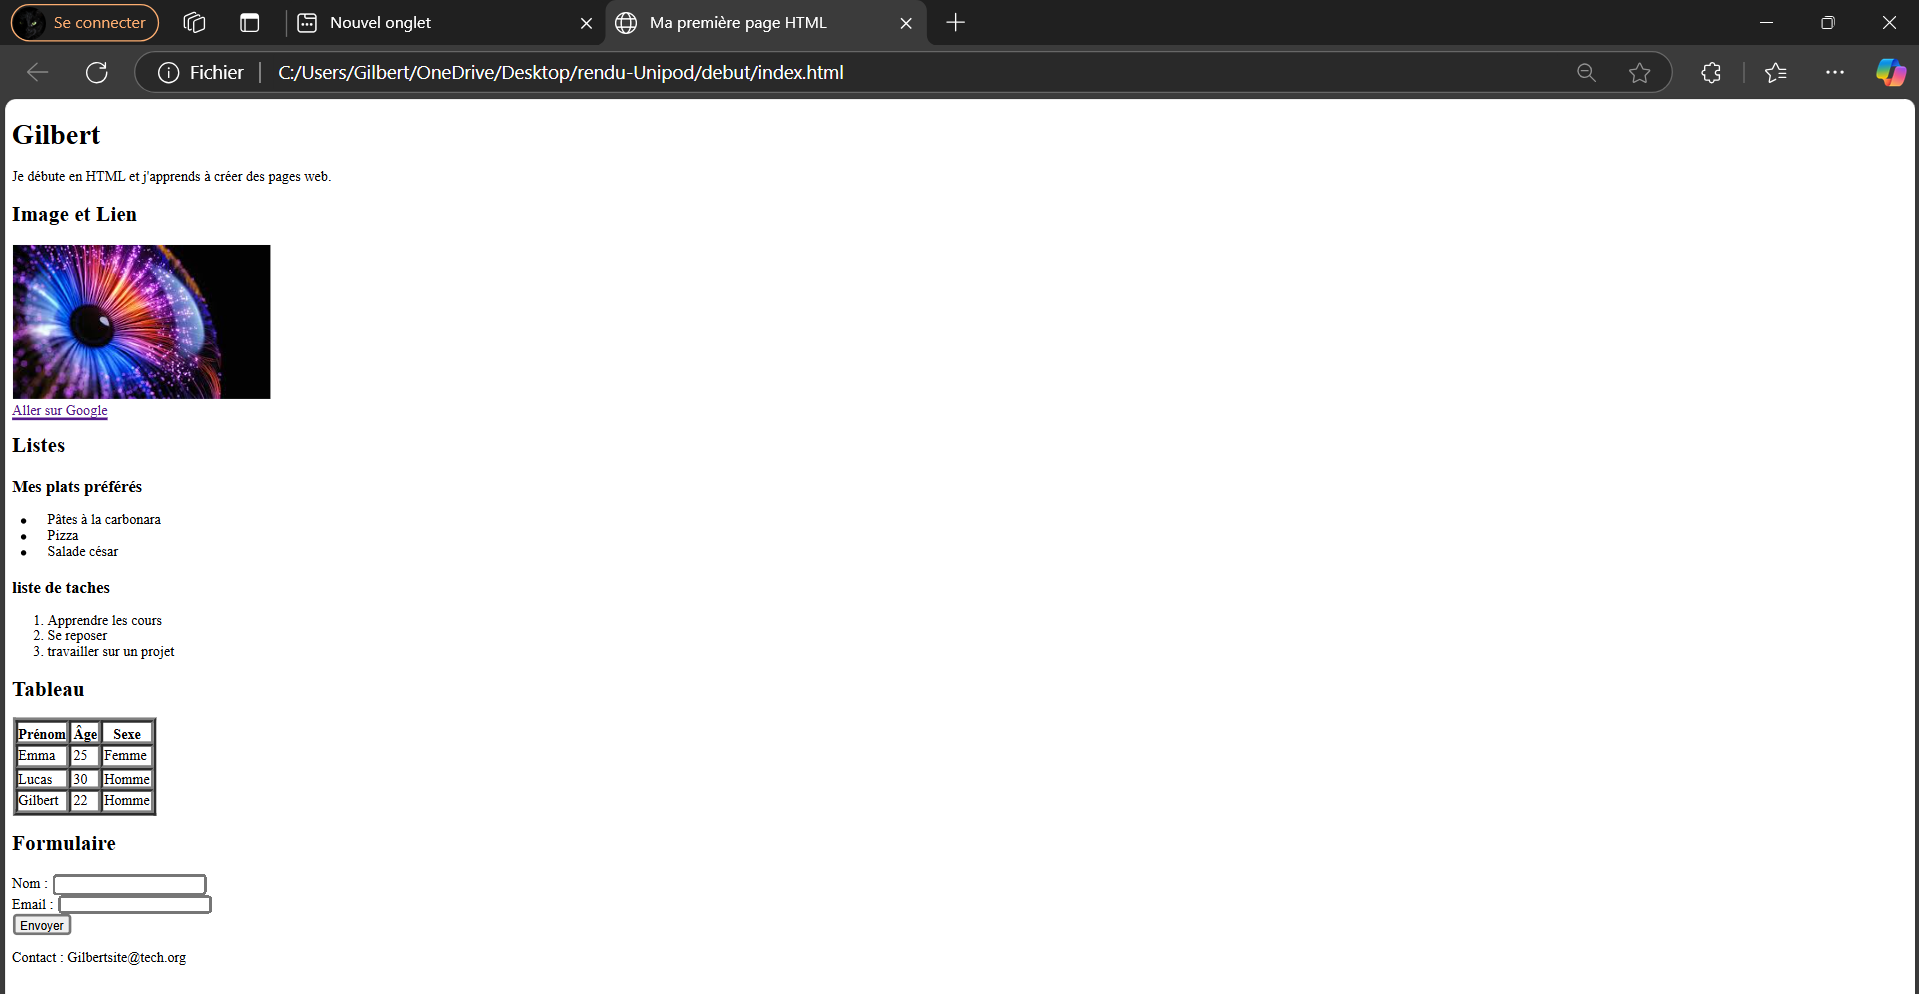 Se connecter
Nouvel onglet
Ma première page HTML
Fichier
C:/Users/Gilbert/OneDrive/Desktop/rendu-Unipod/debut/index.html
Gilbert
Je débute en HTML et j'apprends à créer des pages web.
Image et Lien
Aller sur Google
Listes
Mes plats préférés
Pâtes à la carbonara
Pizza
Salade césar
liste de taches
1. Apprendre les cours
2. Se reposer
3. travailler sur un projet
Tableau
Prénom Âge Sexe
Emma 25 Femme
Lucas 30 Homme
Gilbert 22 Homme
Formulaire
Nom :
Email :
Envoyer
Contact : Gilbertsite@tech.org